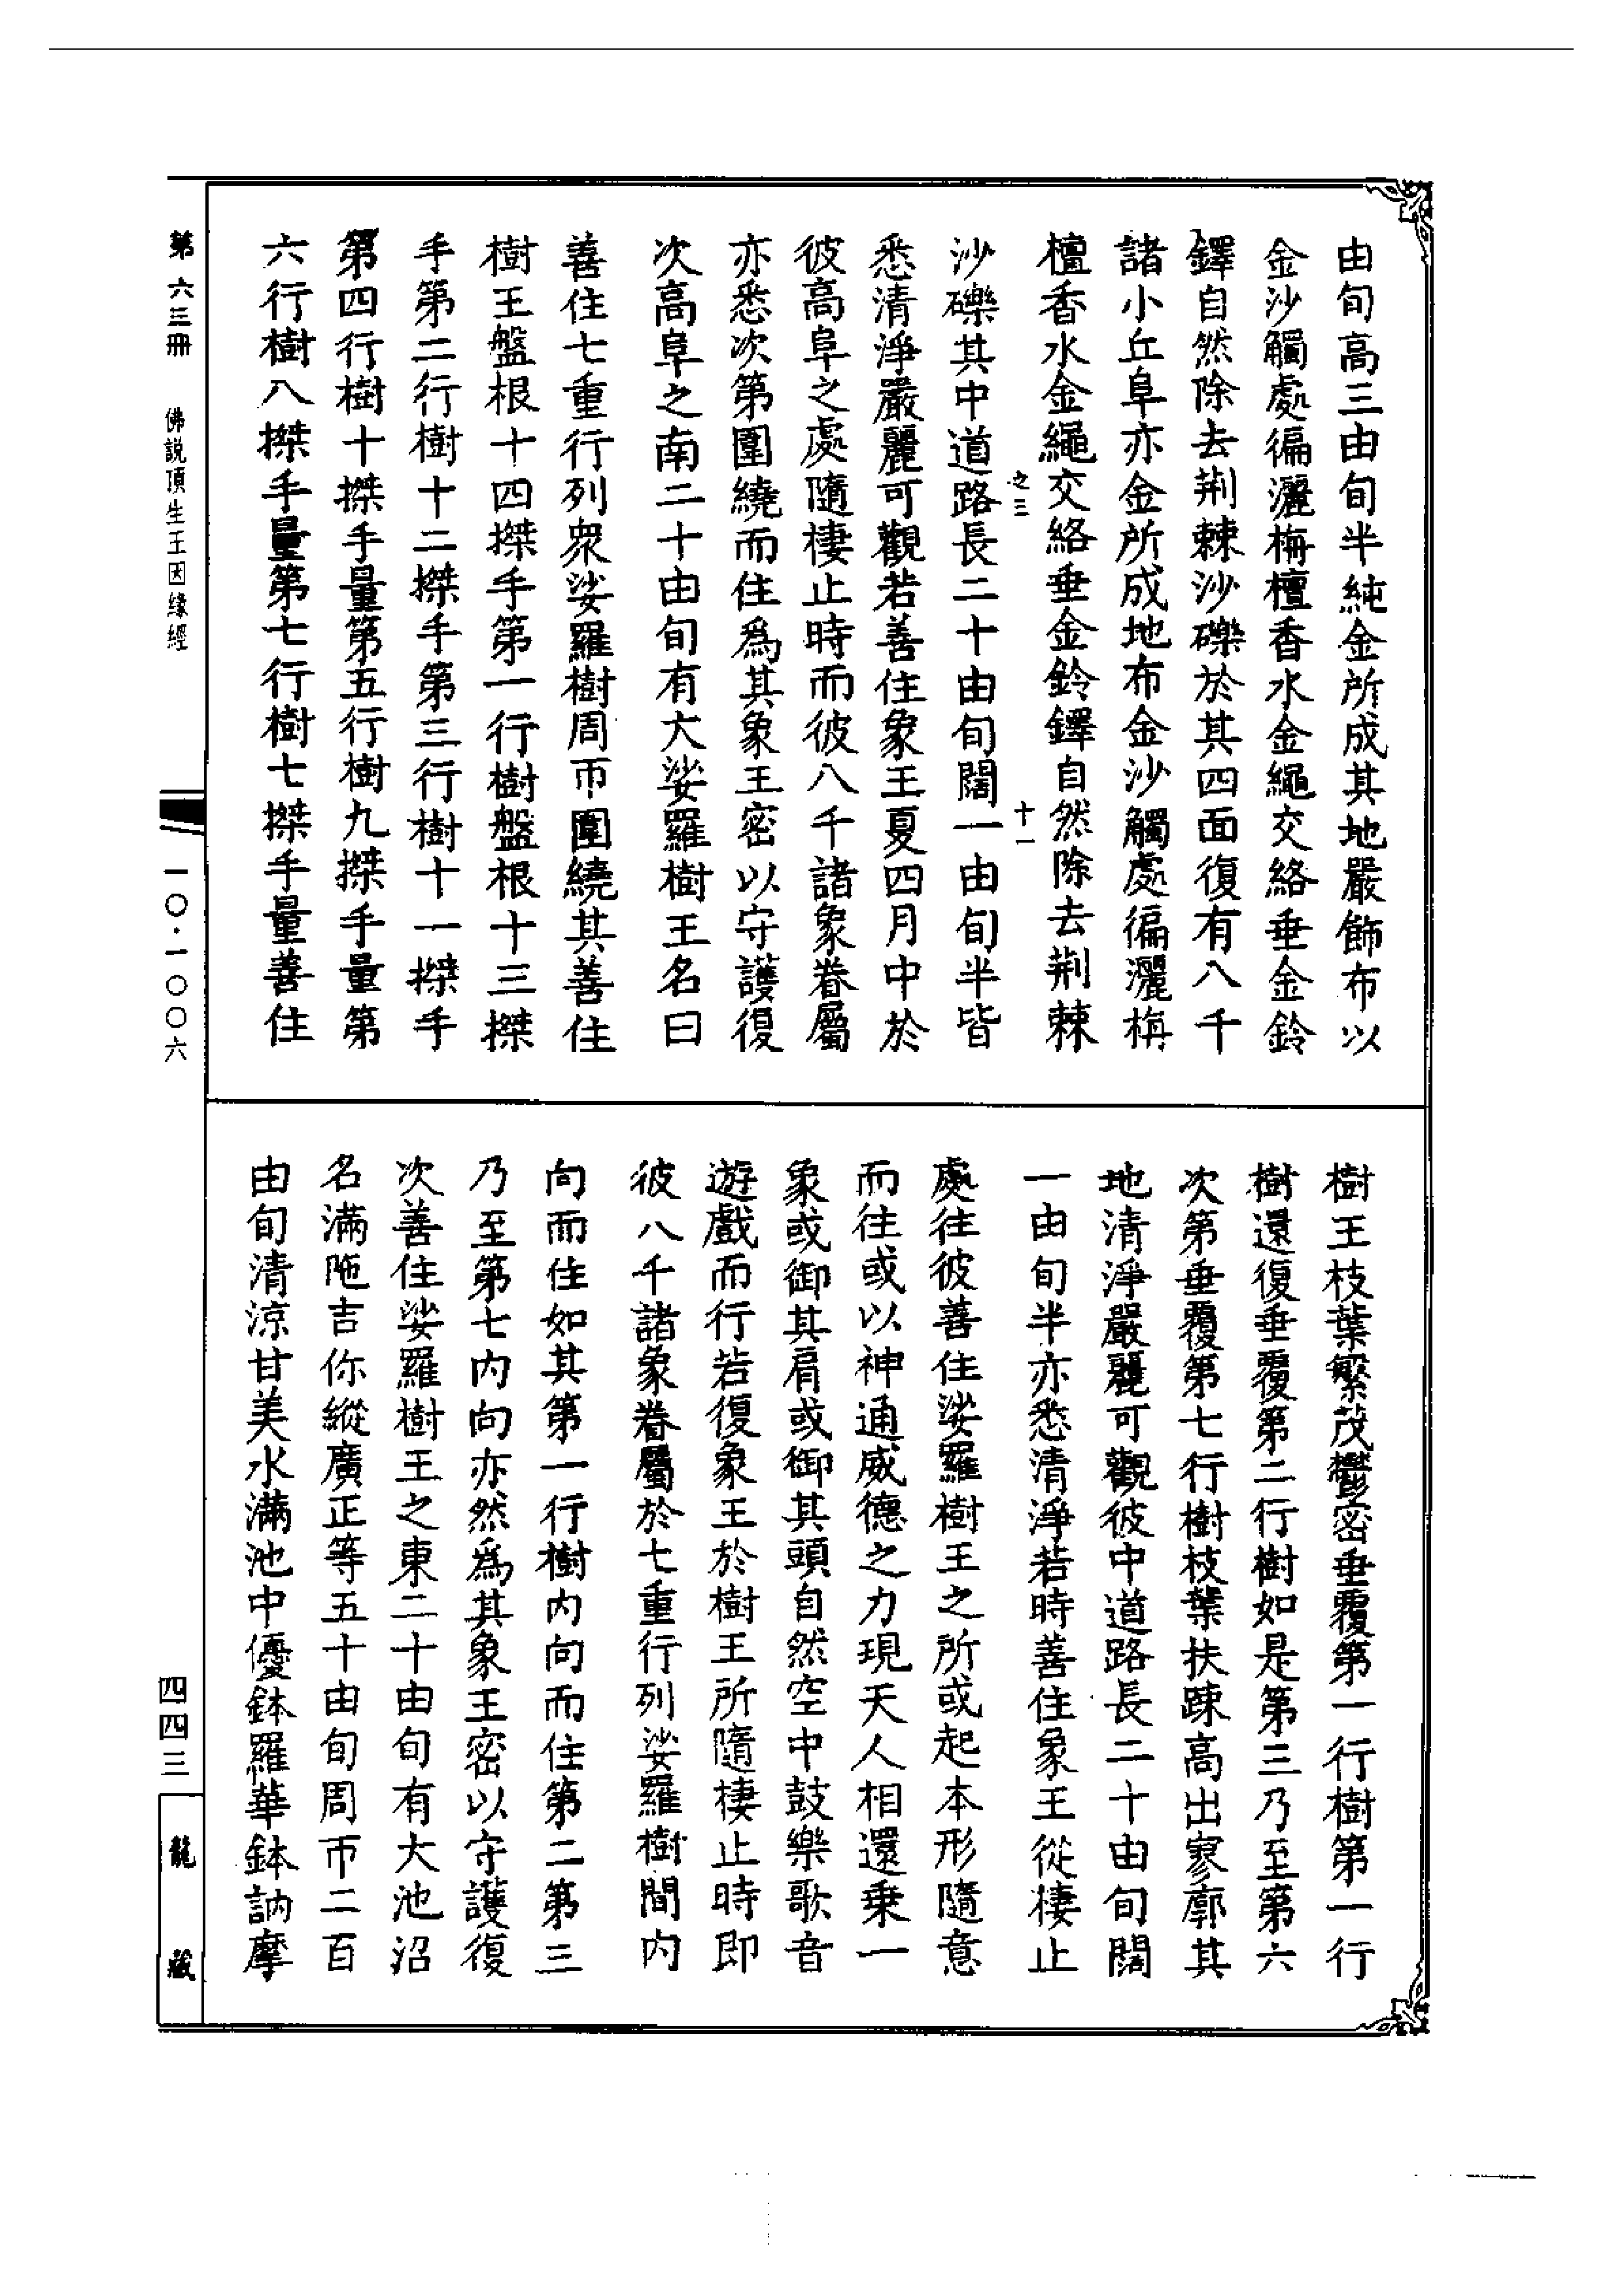 由旬高三由旬半純金所成其地嚴飾布以
金沙觸處徧灑栴檀香水金繩交絡垂金鈴
鐸自然除去荆棘沙礫於其四面復有八千
諸小丘阜亦金所成地布金沙觸處徧灑栴
檀香水金繩交絡垂金鈴鐸自然除去荆棘
之三
十一
沙礫其中道路長二十由旬闊一由旬半皆
悉清淨嚴麗可觀若善住象王夏四月中於
彼高阜之處隨棲止時而彼八千諸象眷屬
亦悉次第圍繞而住爲其象王密以守護復
次高阜之南二十由旬有大娑羅樹王名曰
善住七重行列衆娑羅樹周帀圍繞其善住
樹王盤根十四搩手第一行樹盤根十三搩
手第二行樹十二搩手第三行樹十一搩手
第四行樹十搩手量第五行樹九搩手量第
六行樹八搩手量第七行樹七搩手量善住
樹王枝葉繁茂鬱密垂覆第一行樹第一行
樹還復垂覆第二行樹如是第三乃至第六
次第垂覆第七行樹枝葉扶踈高出寥廓其
地清淨嚴麗可觀彼中道路長二十由旬闊
一由旬半亦悉清淨若時善住象王從棲止
處往彼善住娑羅樹王之所或起本形隨意
而往或以神通威德之力現天人相還乗一
象或御其肩或御其頭自然空中鼓樂歌音
遊戲而行若復象王於樹王所隨棲止時即
彼八千諸象眷屬於七重行列娑羅樹間内
向而住如其第一行樹内向而住第二第三
乃至第七内向亦然爲其象王密以守護復
次善住娑羅樹王之東二十由旬有大池沼
名滿陁吉你縱廣正等五十由旬周帀二百
由旬清涼甘美水滿池中優鉢羅華鉢訥摩
第六三冊 佛說頂生王因緣經
一〇·一〇〇六
四四三
龍藏